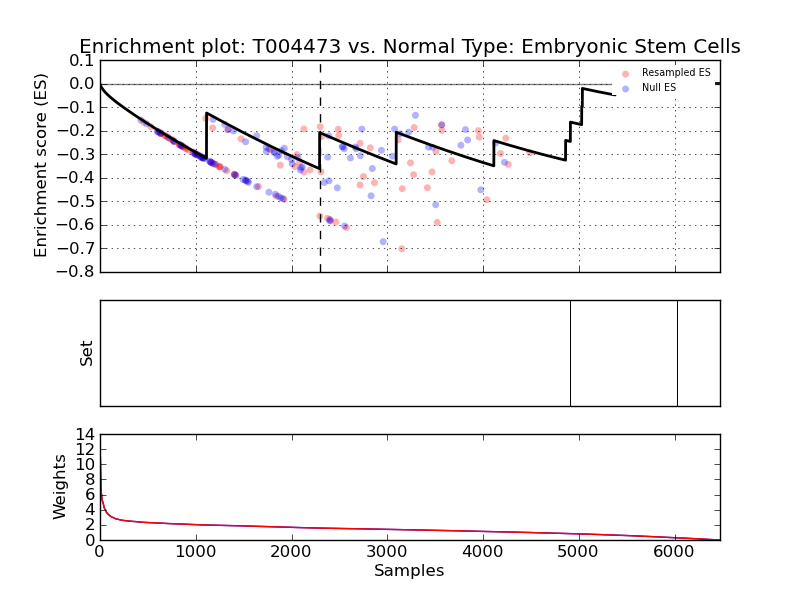 Enrichment plot: T004473 vs. Normal Type: Embryonic Stem Cells
Enrichment score (ES)
0.1
0.0
−0.1
−0.2
−0.3
−0.4
−0.5
−0.6
−0.7
−0.8
Resampled ES
Null ES
Set
Weights
14
12
10
8
6
4
2
0
0 1000 2000 3000 4000 5000 6000
Samples